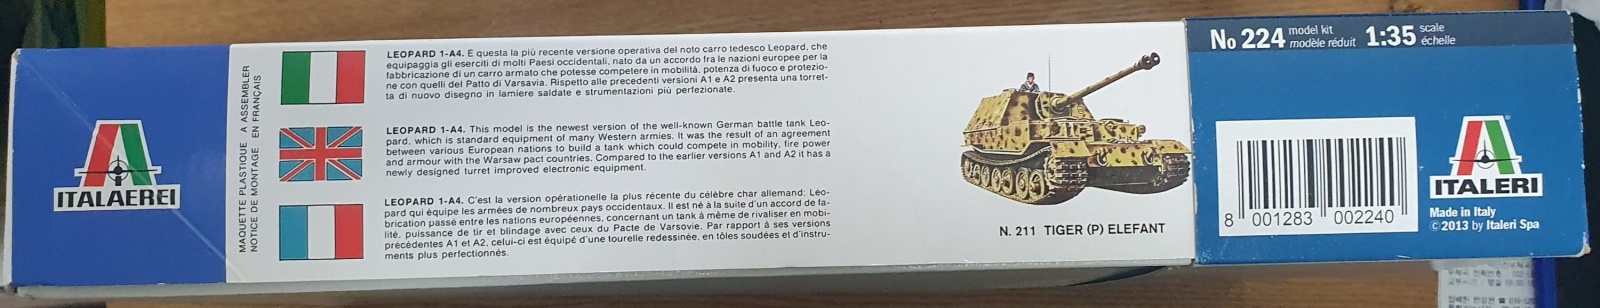 ITALAEREI
MAQUETTE PLASTIQUE A ASSEMBLER
NOTICE DE MONTAGE EN FRANÇAIS
LEOPARD 1-A4. E questa la più recente versione operativa del noto carro tedesco Leopard, che
equipaggia gli eserciti di molti Paesi occidentali, nato da un accordo fra le nazioni europee per la
fabbricazione di un carro armato che potesse competere in mobilità, potenza di fuoco e protezio-
ne con quelli del Patto di Varsavia. Rispetto alle precedenti versioni A1 e A2 presenta una torret-
ta di nuovo disegno in lamiere saldate e strumentazioni più perfezionate.
LEOPARD 1-A4. This model is the newest version of the well-known German battle tank Leo-
pard, which is standard equipment of many Western armies. It was the result of an agreement
between various European nations to build a tank which could compete in mobility, fire power
and armour with the Warsaw pact countries. Compared to the earlier versions A1 and A2 it has a
newly designed turret improved electronic equipment.
LEOPARD 1-A4. C'est la version opérationelle la plus récente du célèbre char allemand: Léo-
pard qui équipe les armées de nombreux pays occidentaux. Il est né à la suite d'un accord de fa-
brication passé entre les nations européennes, concernant un tank à même de rivaliser en mobi-
lité, puissance de tir et blindage avec ceux du Pacte de Varsovie. Par rapport à ses versions
précédentes A1 et A2, celui-ci est équipé d'une tourelle redessinée, en tôles soudées et d'instru-
ments plus perfectionnés.
N. 211 TIGER (P) ELEFANT
No 224 model kit 1:35 scale
modèle réduit échelle
8 001283 002240
ITALERI
Made in Italy
©2013 by Italeri Spa